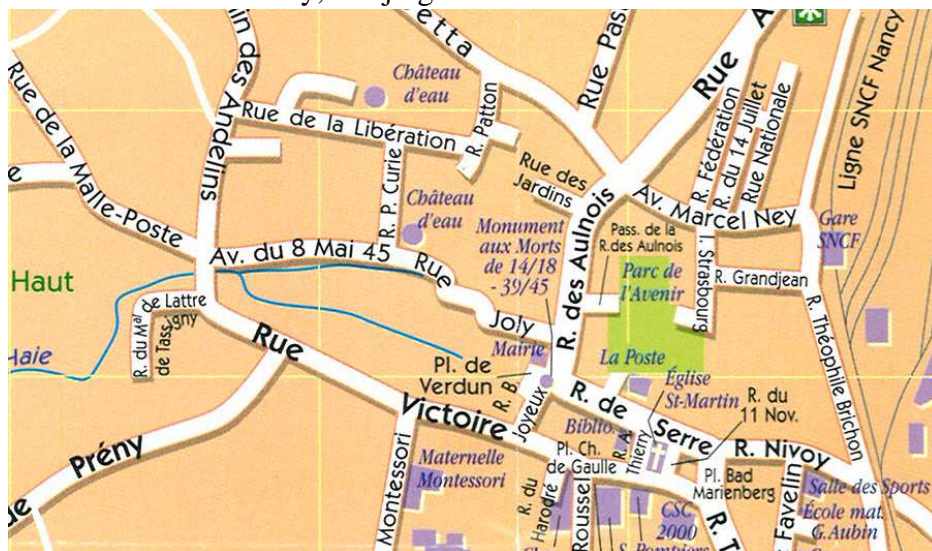 in des Andelins
etta
Rue Pas
Rue A
Rue de la Malle-Poste
Château
d'eau
Rue de la Libération
R. Patton
R. P. Curie
Château
d'eau
Rue des
Jardins
R. Fédération
R. du 14 Juillet
Rue Nationale
Ligne SNCF Nancy
Av. Marcel Ney
Gare
SNCF
Monument
aux Morts
de 14/18
- 39/45
R. des Aulnois
Pass. de la
R.des Aulnois
Parc de
l'Avenir
I. Strasbourg
R. Grandjean
Av. du 8 Mai 45
Rue
Joly
Haut
Haie
R. du Mal de Lattre
de Tassigny
Rue
Victoire
Mairie
Pl. de
Verdun
R. B.
Joyeux
La Poste
Église
St-Martin
R. du
11 Nov.
R. Théophile Brichon
R. de
Serre
R. Nivoy
Biblio.
R. A.
Thierry
Pl. Ch.
de Gaulle
Pl. Bad
Marienberg
Prény
de
Montessori
Maternelle
Montessori
R. du
Harodré
Roussel
CSC
2000
S. Pompiers
R. T
Favelin
Salle des Sports
École mat.
G.Aubin